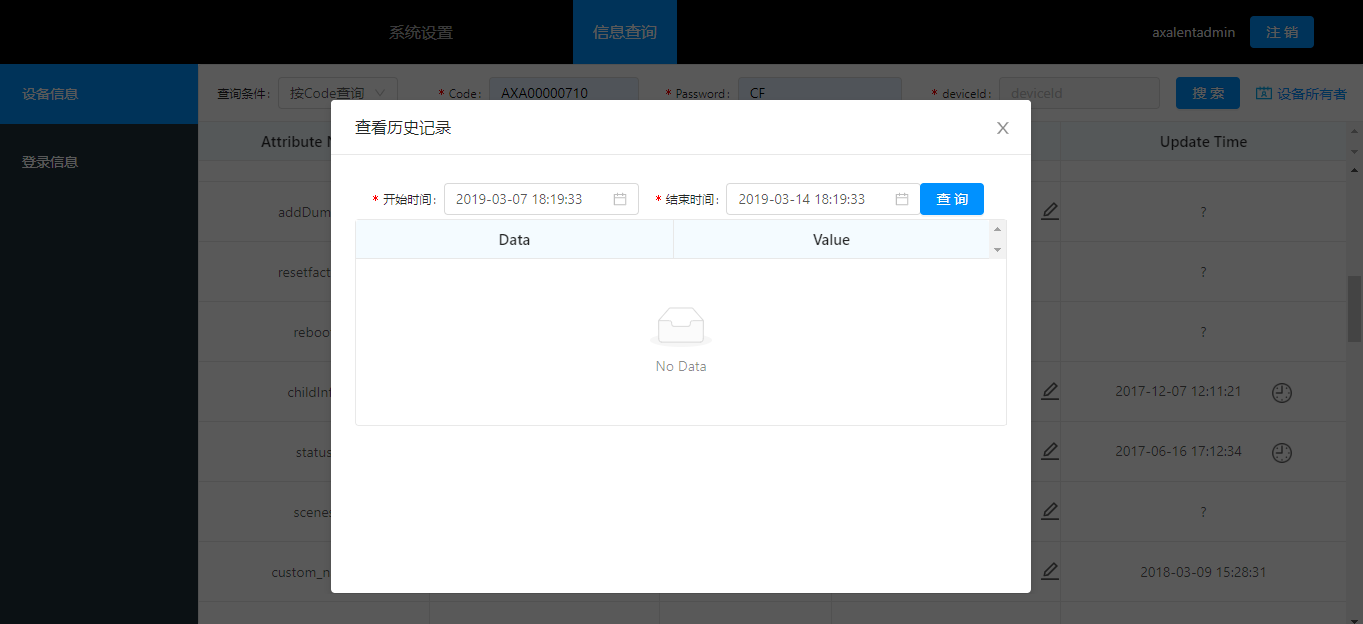 系统设置 信息查询 axalentadmin 注 销
设备信息
登录信息
查询条件: 按Code查询 * Code: AXA00000710 * Password: CF * deviceId: deviceId 搜 索 设备所有者
Attribute Update Time
查看历史记录
* 开始时间: 2019-03-07 18:19:33 * 结束时间: 2019-03-14 18:19:33 查 询
Data Value
No Data
addDum ?
resetfact ?
reboo ?
childInf 2017-12-07 12:11:21
status 2017-06-16 17:12:34
scenes ?
custom_n 2018-03-09 15:28:31